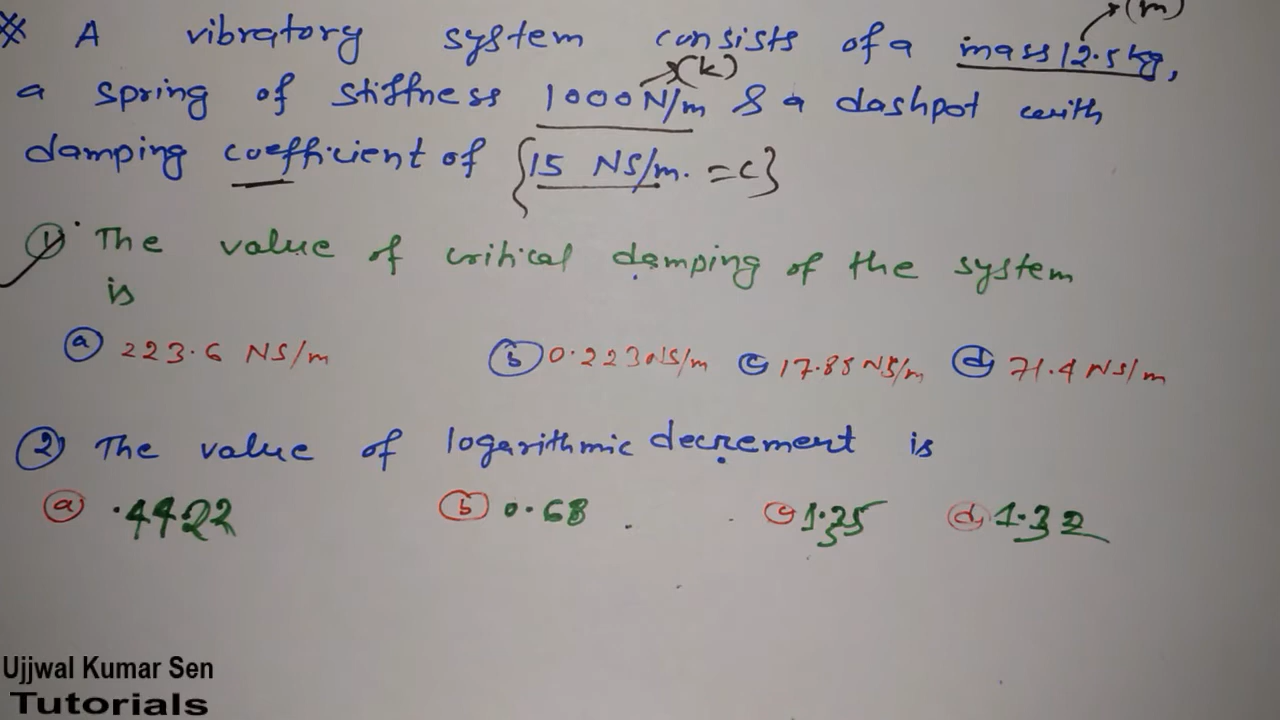 (m)
※ A vibratory system consists of a mass 12.5 kg,
(k)
a spring of stiffness 1000 N/m & a dashpot with
damping coefficient of {15 NS/m. = c}
① The value of critical damping of the system
is
ⓐ 223.6 NS/m ⓑ 0.223 NS/m ⓒ 17.88 NS/m ⓓ 71.4 NS/m
② The value of logarithmic decrement is
ⓐ .4422 ⓑ 0.68 ⓒ 1.35 ⓓ 1.32
Ujjwal Kumar Sen
Tutorials